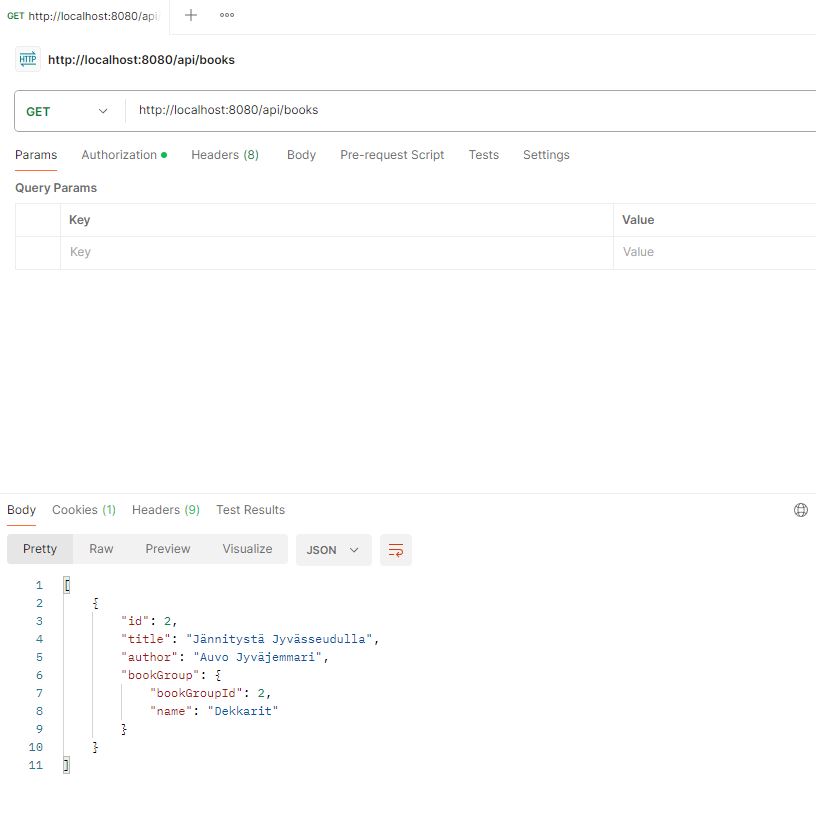 GET http://localhost:8080/api/
HTTP http://localhost:8080/api/books
GET http://localhost:8080/api/books
Params Authorization Headers (8) Body Pre-request Script Tests Settings
Query Params
Key Value
Key Value
Body Cookies (1) Headers (9) Test Results
Pretty Raw Preview Visualize JSON
1 [
2 {
3 "id": 2,
4 "title": "Jännitystä Jyvässeudulla",
5 "author": "Auvo Jyväjemmari",
6 "bookGroup": {
7 "bookGroupId": 2,
8 "name": "Dekkarit"
9 }
10 }
11 ]